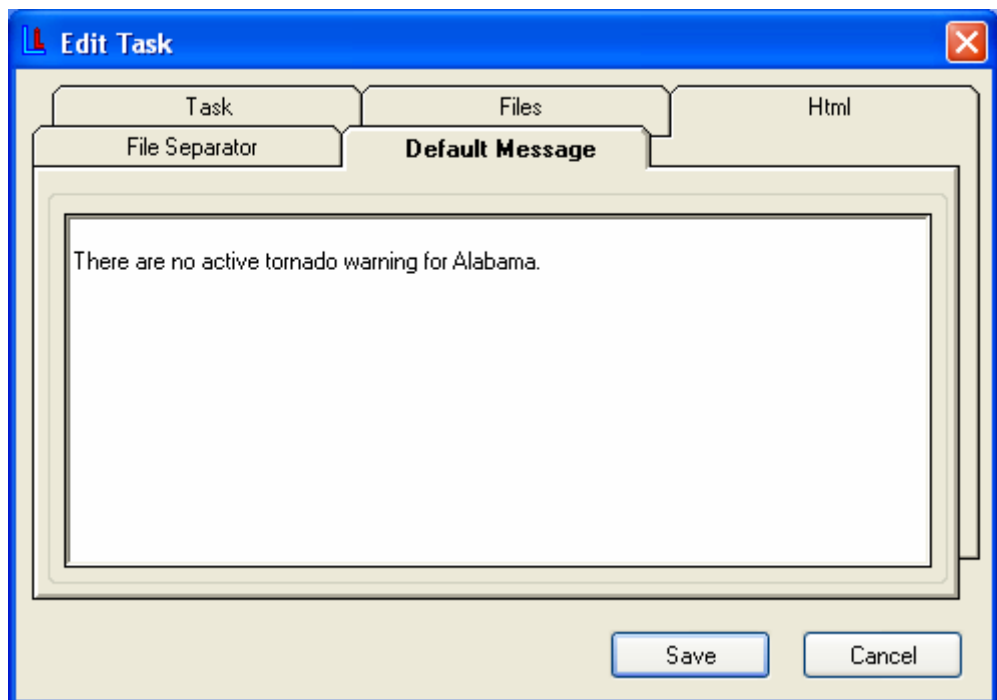 Edit Task
Task Files Html
File Separator Default Message
There are no active tornado warning for Alabama.
Save Cancel